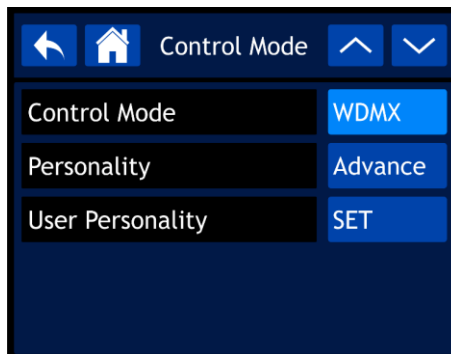 Control Mode
Control Mode WDMX
Personality Advance
User Personality SET